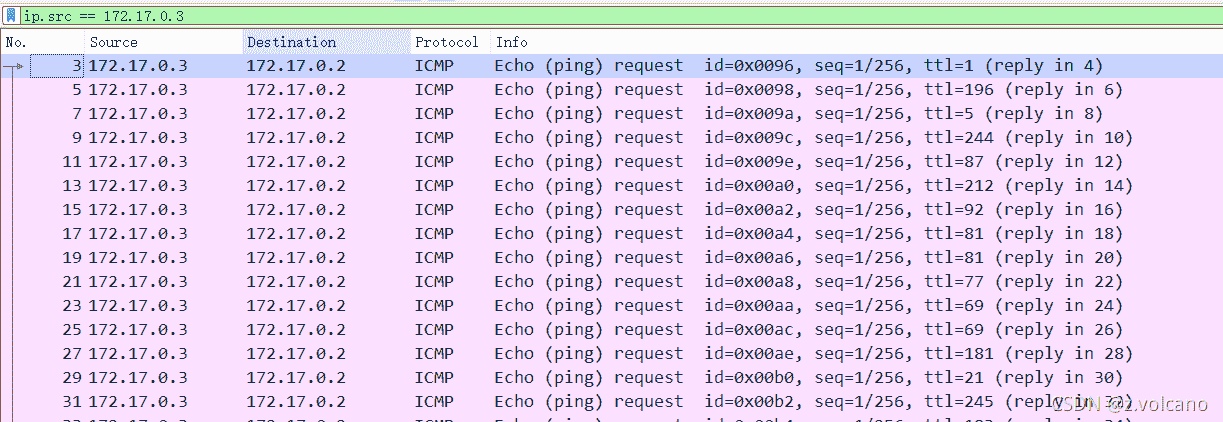 ip.src == 172.17.0.3
No. Source Destination Protocol Info
3 172.17.0.3 172.17.0.2 ICMP Echo (ping) request id=0x0096, seq=1/256, ttl=1 (reply in 4)
5 172.17.0.3 172.17.0.2 ICMP Echo (ping) request id=0x0098, seq=1/256, ttl=196 (reply in 6)
7 172.17.0.3 172.17.0.2 ICMP Echo (ping) request id=0x009a, seq=1/256, ttl=5 (reply in 8)
9 172.17.0.3 172.17.0.2 ICMP Echo (ping) request id=0x009c, seq=1/256, ttl=244 (reply in 10)
11 172.17.0.3 172.17.0.2 ICMP Echo (ping) request id=0x009e, seq=1/256, ttl=87 (reply in 12)
13 172.17.0.3 172.17.0.2 ICMP Echo (ping) request id=0x00a0, seq=1/256, ttl=212 (reply in 14)
15 172.17.0.3 172.17.0.2 ICMP Echo (ping) request id=0x00a2, seq=1/256, ttl=92 (reply in 16)
17 172.17.0.3 172.17.0.2 ICMP Echo (ping) request id=0x00a4, seq=1/256, ttl=81 (reply in 18)
19 172.17.0.3 172.17.0.2 ICMP Echo (ping) request id=0x00a6, seq=1/256, ttl=81 (reply in 20)
21 172.17.0.3 172.17.0.2 ICMP Echo (ping) request id=0x00a8, seq=1/256, ttl=77 (reply in 22)
23 172.17.0.3 172.17.0.2 ICMP Echo (ping) request id=0x00aa, seq=1/256, ttl=69 (reply in 24)
25 172.17.0.3 172.17.0.2 ICMP Echo (ping) request id=0x00ac, seq=1/256, ttl=69 (reply in 26)
27 172.17.0.3 172.17.0.2 ICMP Echo (ping) request id=0x00ae, seq=1/256, ttl=181 (reply in 28)
29 172.17.0.3 172.17.0.2 ICMP Echo (ping) request id=0x00b0, seq=1/256, ttl=21 (reply in 30)
31 172.17.0.3 172.17.0.2 ICMP Echo (ping) request id=0x00b2, seq=1/256, ttl=245 (reply in 32)
CSDN @z.volcano